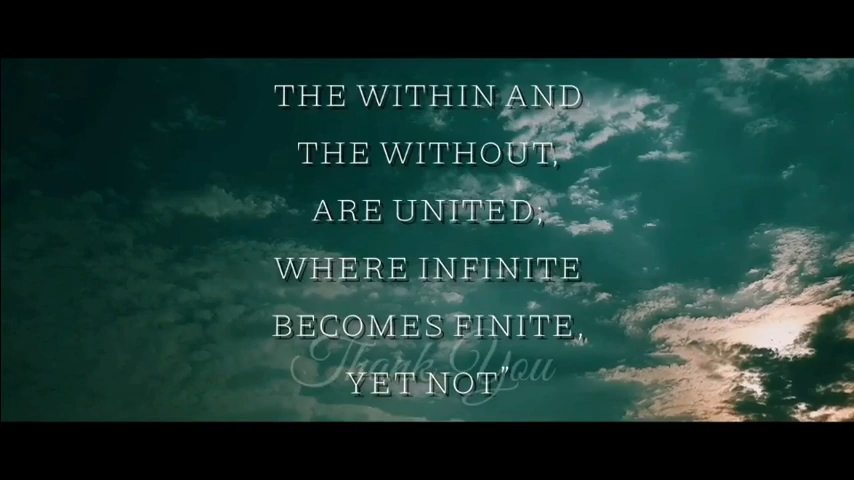 THE WITHIN AND
THE WITHOUT,
ARE UNITED;
WHERE INFINITE
BECOMES FINITE,
Thank You
YET NOT”